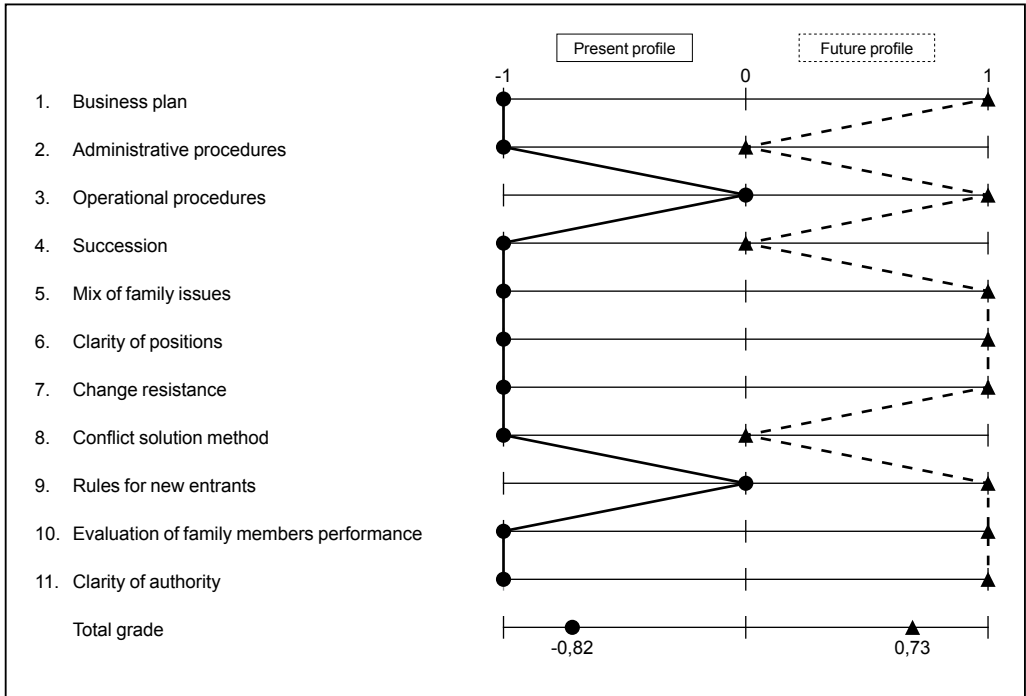 Present profile
Future profile
-1 0 1
1. Business plan
2. Administrative procedures
3. Operational procedures
4. Succession
5. Mix of family issues
6. Clarity of positions
7. Change resistance
8. Conflict solution method
9. Rules for new entrants
10. Evaluation of family members performance
11. Clarity of authority
Total grade
-0,82 0,73